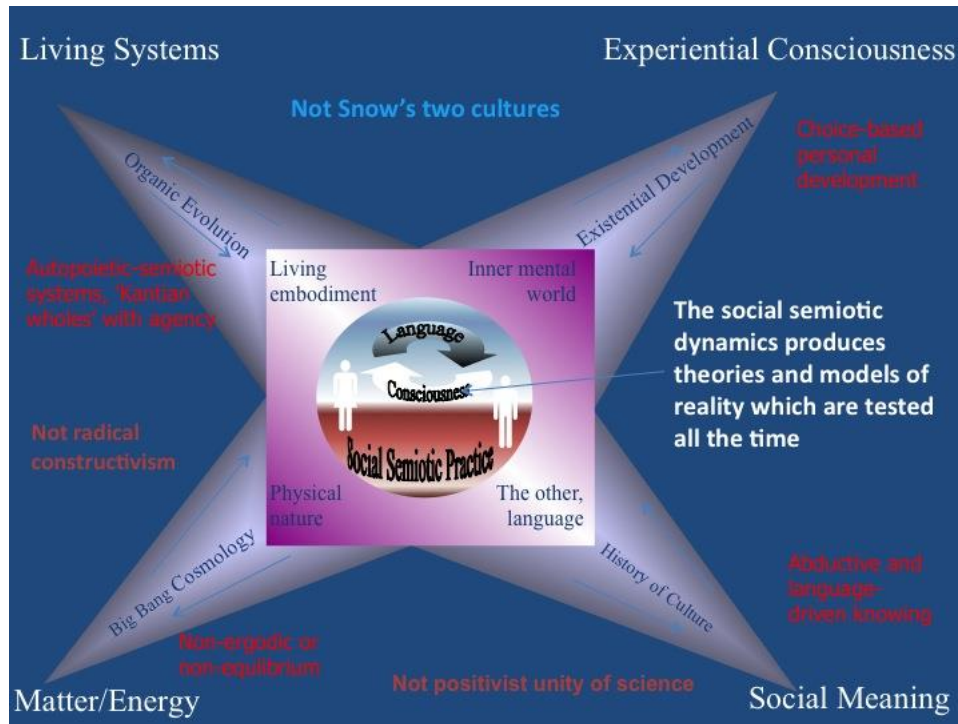 Living Systems
Experiential Consciousness
Not Snow's two cultures
Choice-based
personal
development
Organic Evolution
Existential Development
Autopoietic-semiotic
systems, 'Kantian
wholes' with agency
Living
embodiment
Inner mental
world
Language
Consciousness
Social Semiotic Practice
The social semiotic
dynamics produces
theories and models of
reality which are tested
all the time
Not radical
constructivism
Physical
nature
The other,
language
Big Bang Cosmology
History of Culture
Abductive and
language-
driven knowing
Non-ergodic or
non-equlibrium
Not positivist unity of science
Matter/Energy
Social Meaning